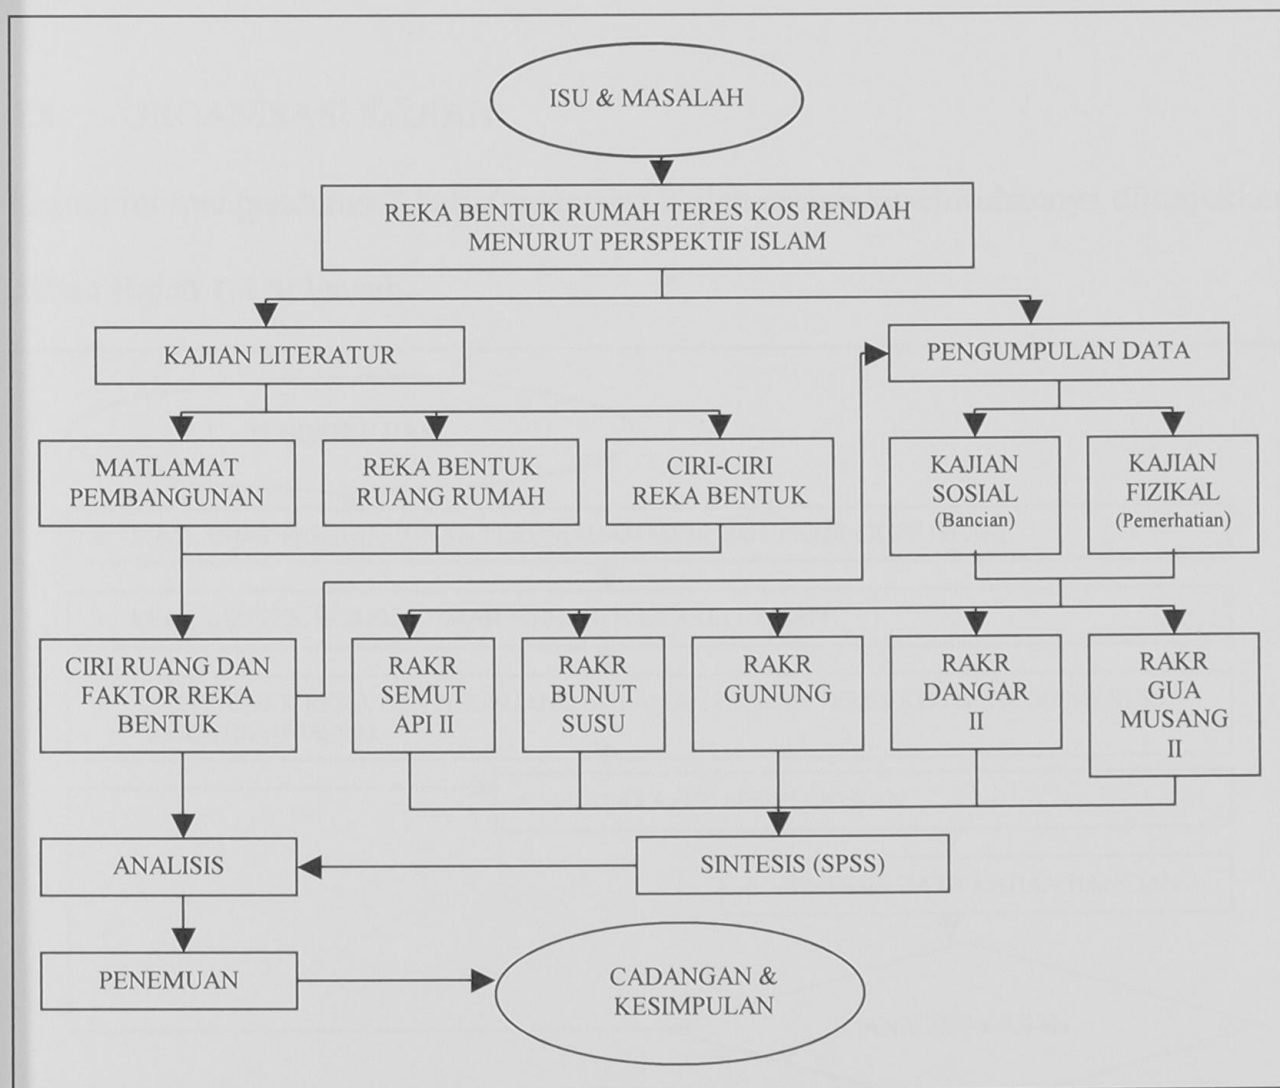 ISU & MASALAH
REKA BENTUK RUMAH TERES KOS RENDAH
MENURUT PERSPEKTIF ISLAM
KAJIAN LITERATUR
PENGUMPULAN DATA
MATLAMAT
PEMBANGUNAN
REKA BENTUK
RUANG RUMAH
CIRI-CIRI
REKA BENTUK
KAJIAN
SOSIAL
(Bancian)
KAJIAN
FIZIKAL
(Pemerhatian)
CIRI RUANG DAN
FAKTOR REKA
BENTUK
RAKR
SEMUT
API II
RAKR
BUNUT
SUSU
RAKR
GUNUNG
RAKR
DANGAR
II
RAKR
GUA
MUSANG
II
ANALISIS
SINTESIS (SPSS)
PENEMUAN
CADANGAN &
KESIMPULAN